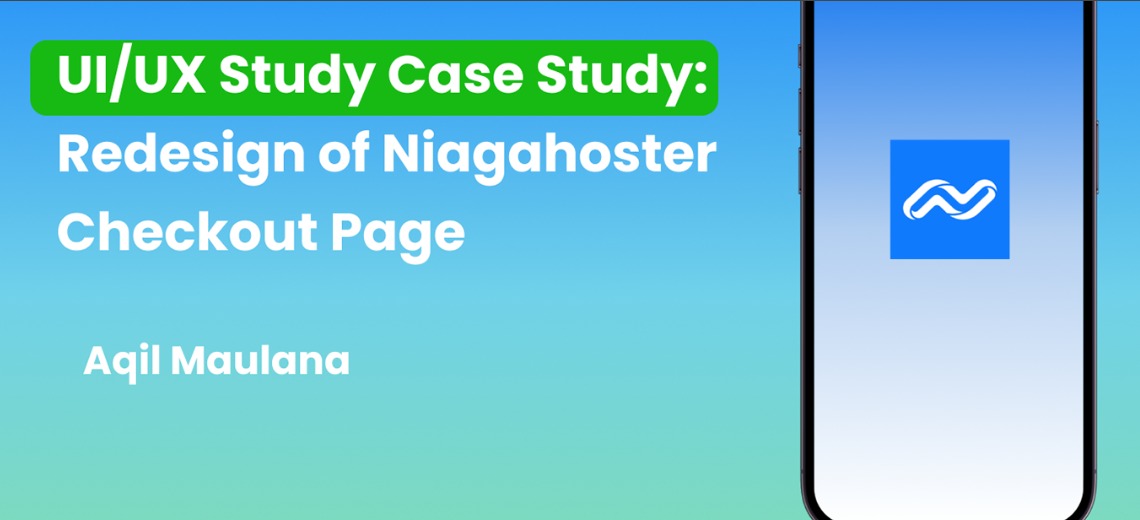 UI/UX Study Case Study:
Redesign of Niagahoster
Checkout Page
Aqil Maulana